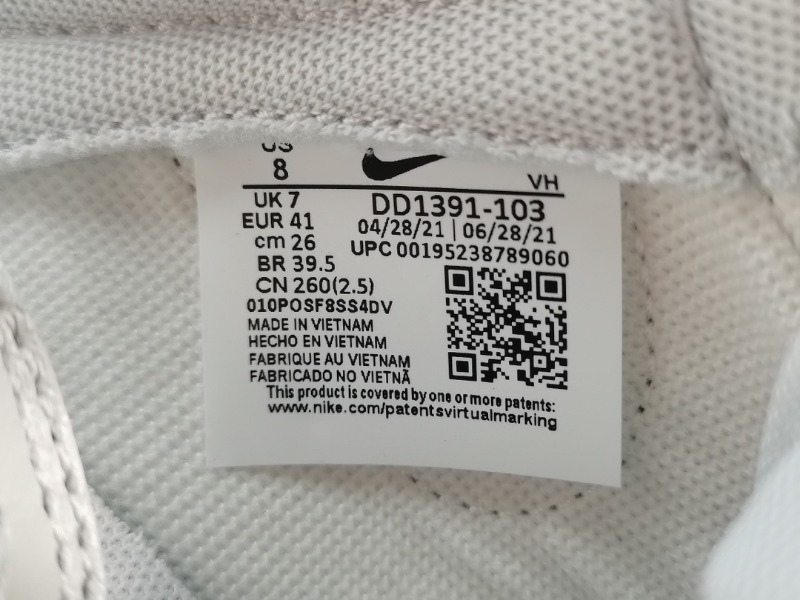 US
8
VH
UK 7
EUR 41
cm 26
BR 39.5
CN 260(2.5)
DD1391-103
04/28/21 | 06/28/21
UPC 00195238789060
010POSF8SS4DV
MADE IN VIETNAM
HECHO EN VIETNAM
FABRIQUE AU VIETNAM
FABRICADO NO VIETNÃ
This product is covered by one or more patents:
www.nike.com/patentsvirtualmarking